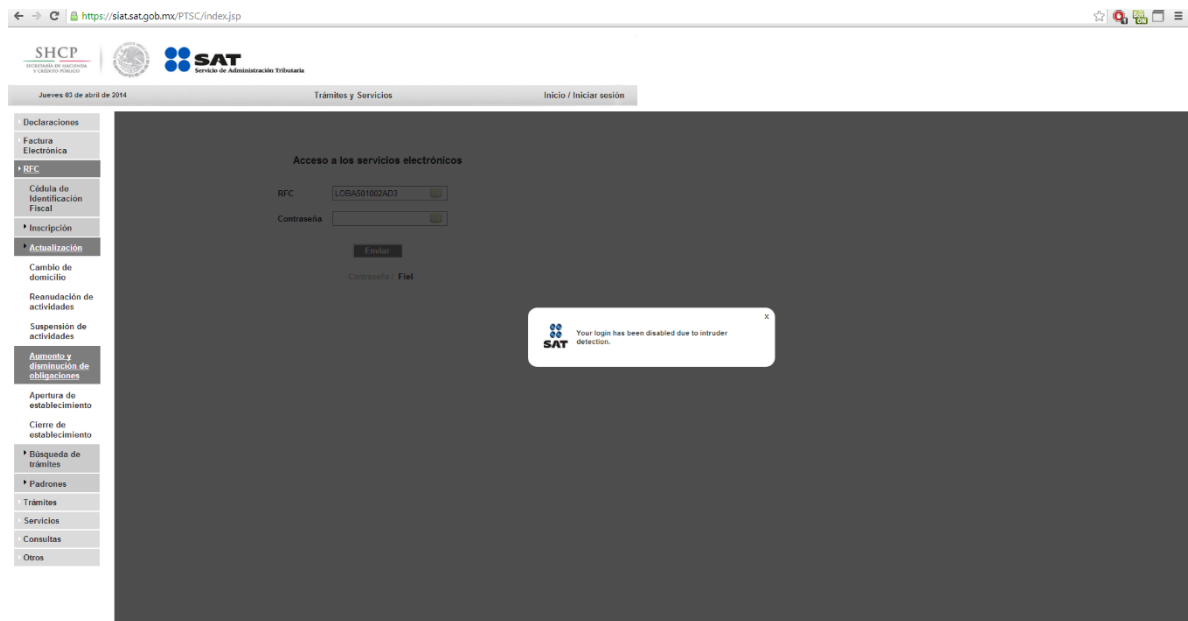 https://siat.sat.gob.mx/PTSC/index.jsp
SHCP
SECRETARÍA DE HACIENDA
Y CRÉDITO PÚBLICO
SAT
Servicio de Administración Tributaria
Jueves 03 de abril de 2014
Trámites y Servicios
Inicio / Iniciar sesión
Declaraciones
Factura
Electrónica
RFC
Cédula de
Identificación
Fiscal
Inscripción
Actualización
Cambio de
domicilio
Reanudación de
actividades
Suspensión de
actividades
Aumento y
disminución de
obligaciones
Apertura de
establecimiento
Cierre de
establecimiento
Búsqueda de
trámites
Padrones
Trámites
Servicios
Consultas
Otros
Acceso a los servicios electrónicos
RFC
LOBA501002AD3
Contraseña
Enviar
Contraseña / Fiel
x
SAT
Your login has been disabled due to intruder
detection.